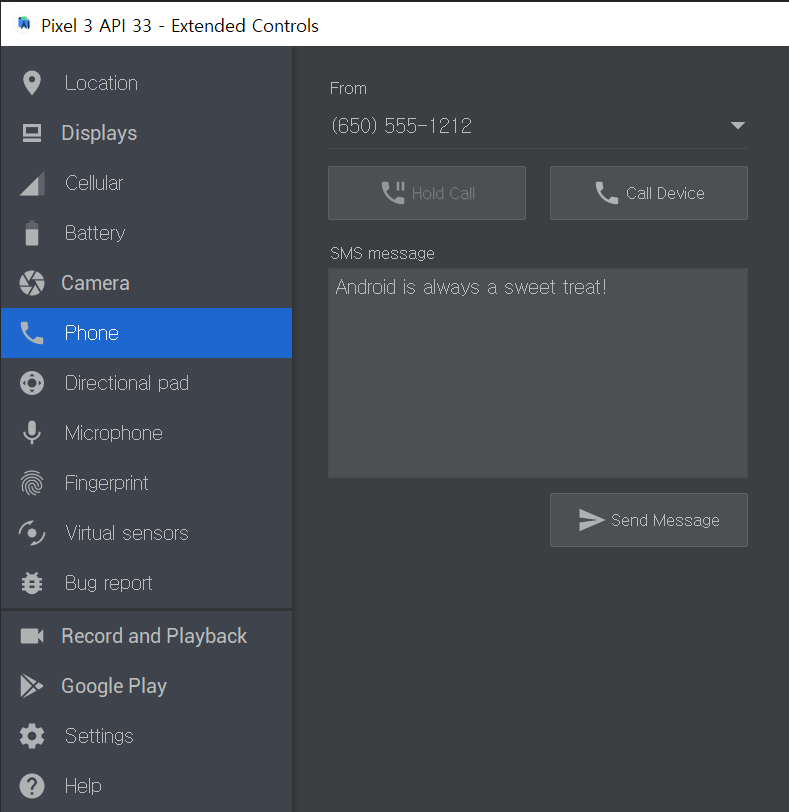 Pixel 3 API 33 - Extended Controls
Location
Displays
Cellular
Battery
Camera
Phone
Directional pad
Microphone
Fingerprint
Virtual sensors
Bug report
Record and Playback
Google Play
Settings
Help
From
(650) 555-1212
Hold Call
Call Device
SMS message
Android is always a sweet treat!
Send Message